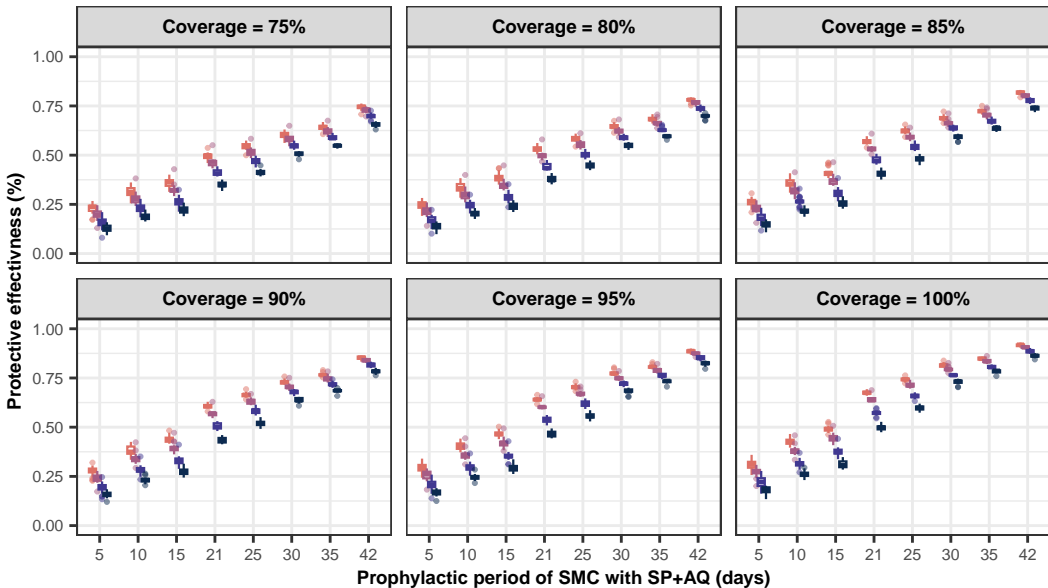 Coverage = 75%
Coverage = 80%
Coverage = 85%
1.00
0.75
0.50
0.25
0.00
Coverage = 90%
Coverage = 95%
Coverage = 100%
1.00
0.75
0.50
0.25
0.00
Protective effectivness (%)
5 10 15 21 25 30 35 42
5 10 15 21 25 30 35 42
5 10 15 21 25 30 35 42
Prophylactic period of SMC with SP+AQ (days)